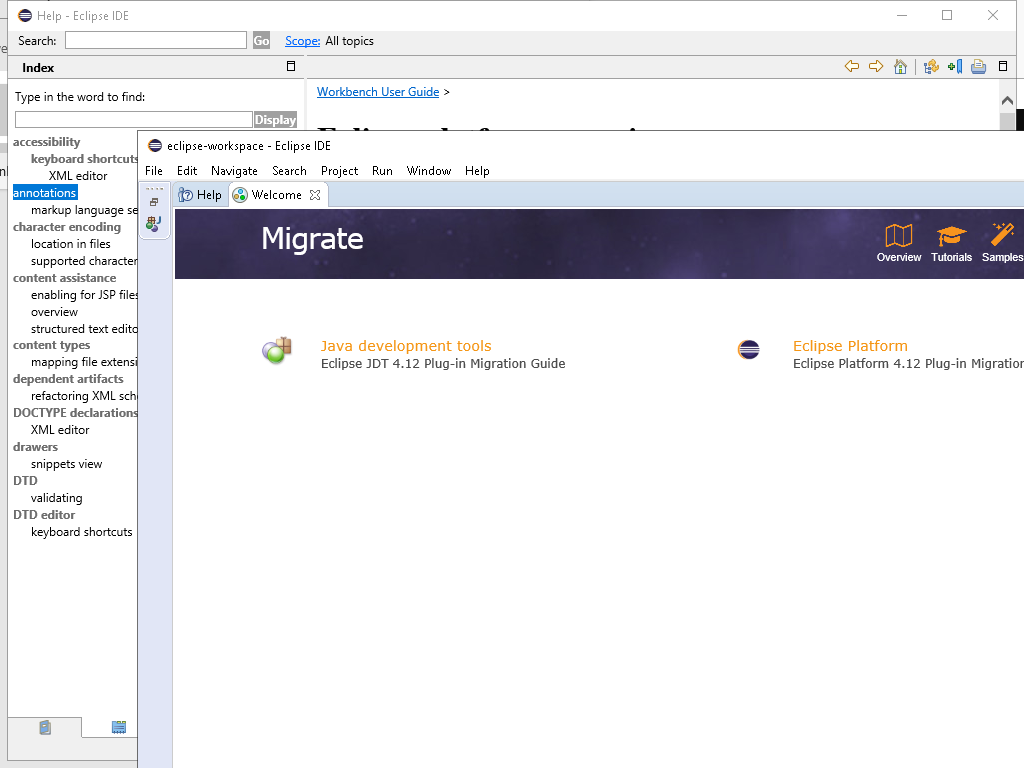 Help - Eclipse IDE
Search:
Go
Scope: All topics
Index
Type in the word to find:
Display
Workbench User Guide >
accessibility
keyboard shortcuts
XML editor
annotations
markup language se
character encoding
location in files
supported character
content assistance
enabling for JSP files
overview
structured text edito
content types
mapping file extensi
dependent artifacts
refactoring XML sch
DOCTYPE declarations
XML editor
drawers
snippets view
DTD
validating
DTD editor
keyboard shortcuts
eclipse-workspace - Eclipse IDE
File Edit Navigate Search Project Run Window Help
Help Welcome
Migrate
Overview Tutorials Samples
Java development tools
Eclipse JDT 4.12 Plug-in Migration Guide
Eclipse Platform
Eclipse Platform 4.12 Plug-in Migration